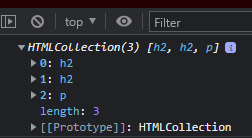 top
Filter
HTMLCollection(3) [h2, h2, p] i
0: h2
1: h2
2: p
length: 3
[[Prototype]]: HTMLCollection